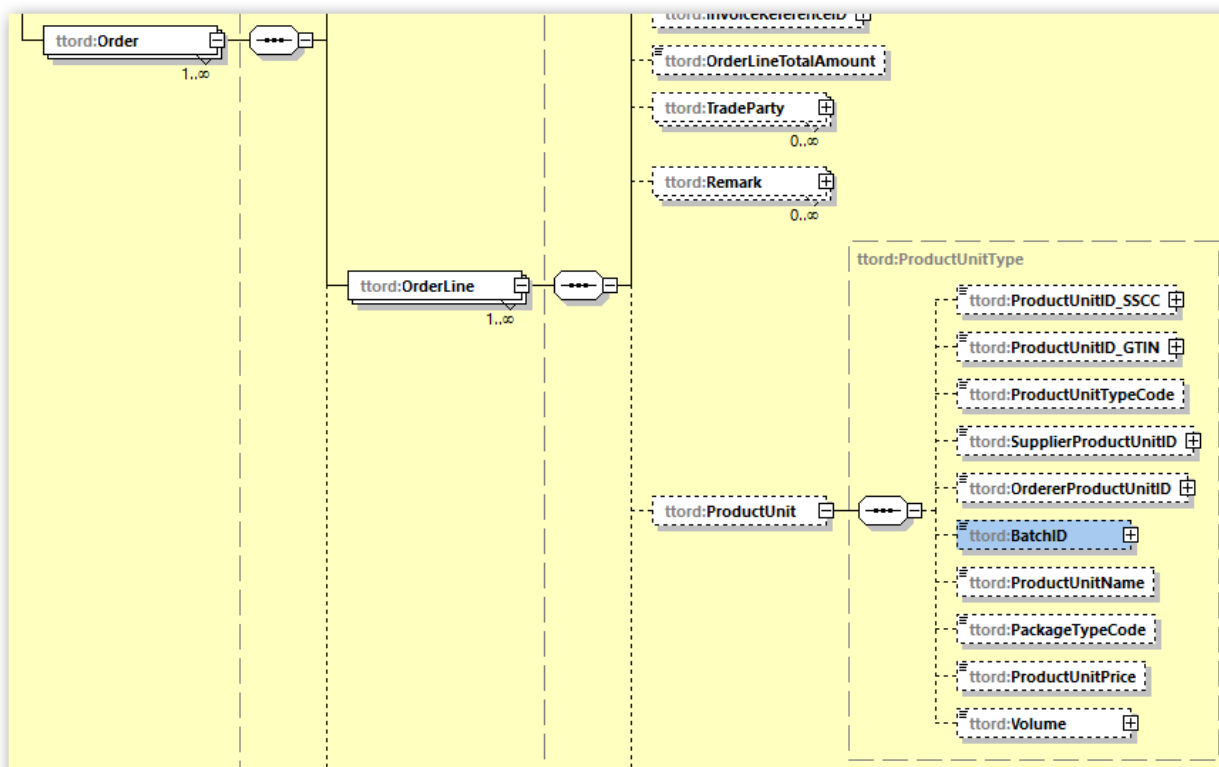 ttord:InvoiceReferenceID
ttord:Order
1..∞
ttord:OrderLineTotalAmount
ttord:TradeParty
0..∞
ttord:Remark
0..∞
ttord:OrderLine
1..∞
ttord:ProductUnit
ttord:ProductUnitType
ttord:ProductUnitID_SSCC
ttord:ProductUnitID_GTIN
ttord:ProductUnitTypeCode
ttord:SupplierProductUnitID
ttord:OrdererProductUnitID
ttord:BatchID
ttord:ProductUnitName
ttord:PackageTypeCode
ttord:ProductUnitPrice
ttord:Volume